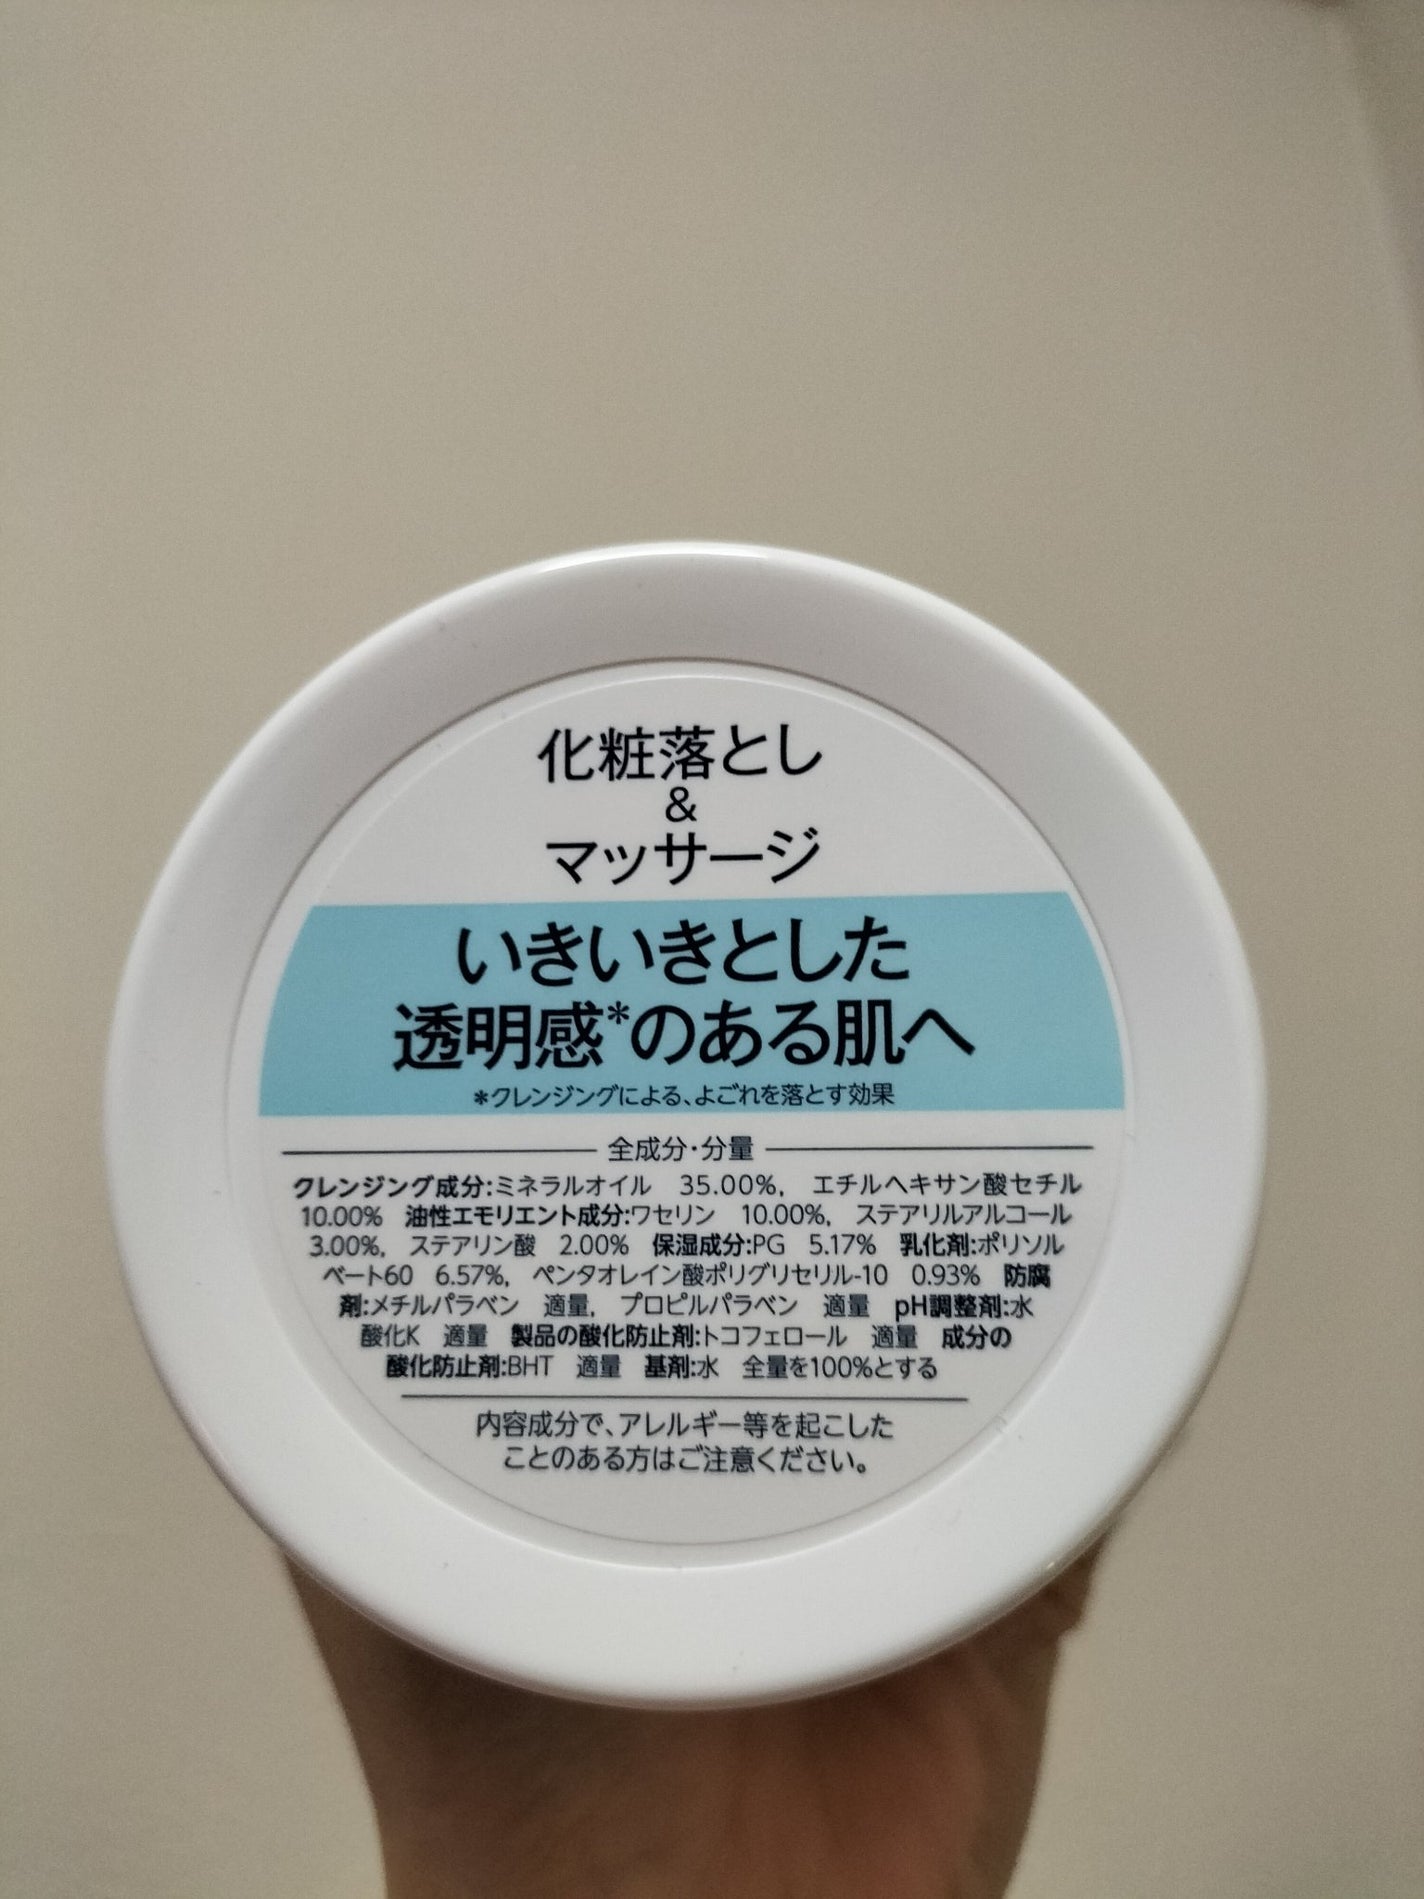 化粧落とし
&
マッサージ
いきいきとした
透明感*のある肌へ
*クレンジングによる、よごれを落とす効果
全成分・分量
クレンジング成分:ミネラルオイル 35.00%, エチルヘキサン酸セチル
10.00% 油性エモリエント成分:ワセリン 10.00%, ステアリルアルコール
3.00%, ステアリン酸 2.00% 保湿成分:PG 5.17% 乳化剤:ポリソル
ベート60 6.57%, ペンタオレイン酸ポリグリセリル-10 0.93% 防腐
剤:メチルパラベン 適量, プロピルパラベン 適量 pH調整剤:水
酸化K 適量 製品の酸化防止剤:トコフェロール 適量 成分の
酸化防止剤:BHT 適量 基剤:水 全量を100%とする
内容成分で、アレルギー等を起こした
ことのある方はご注意ください。